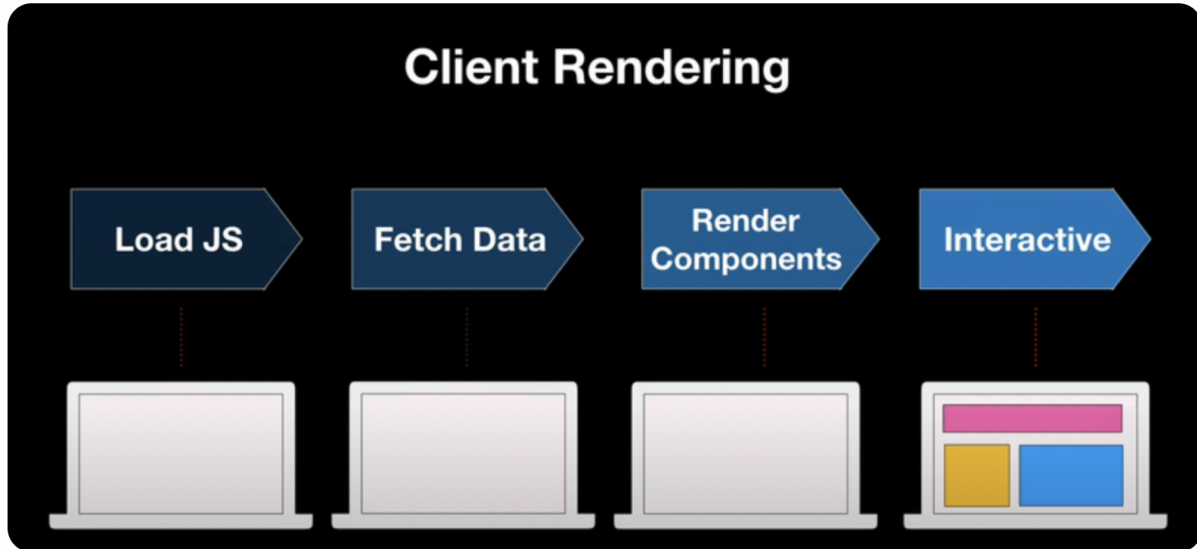 Client Rendering
Load JS
Fetch Data
Render
Components
Interactive